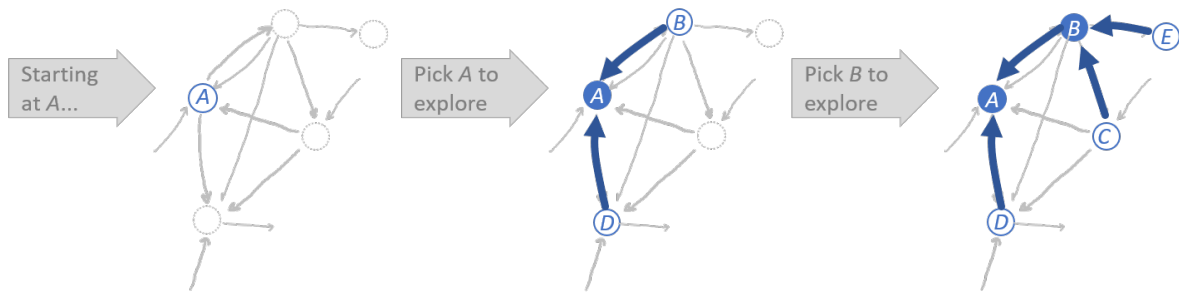 Starting
at A...
A
Pick A to
explore
B
A
D
Pick B to
explore
B
E
A
C
D